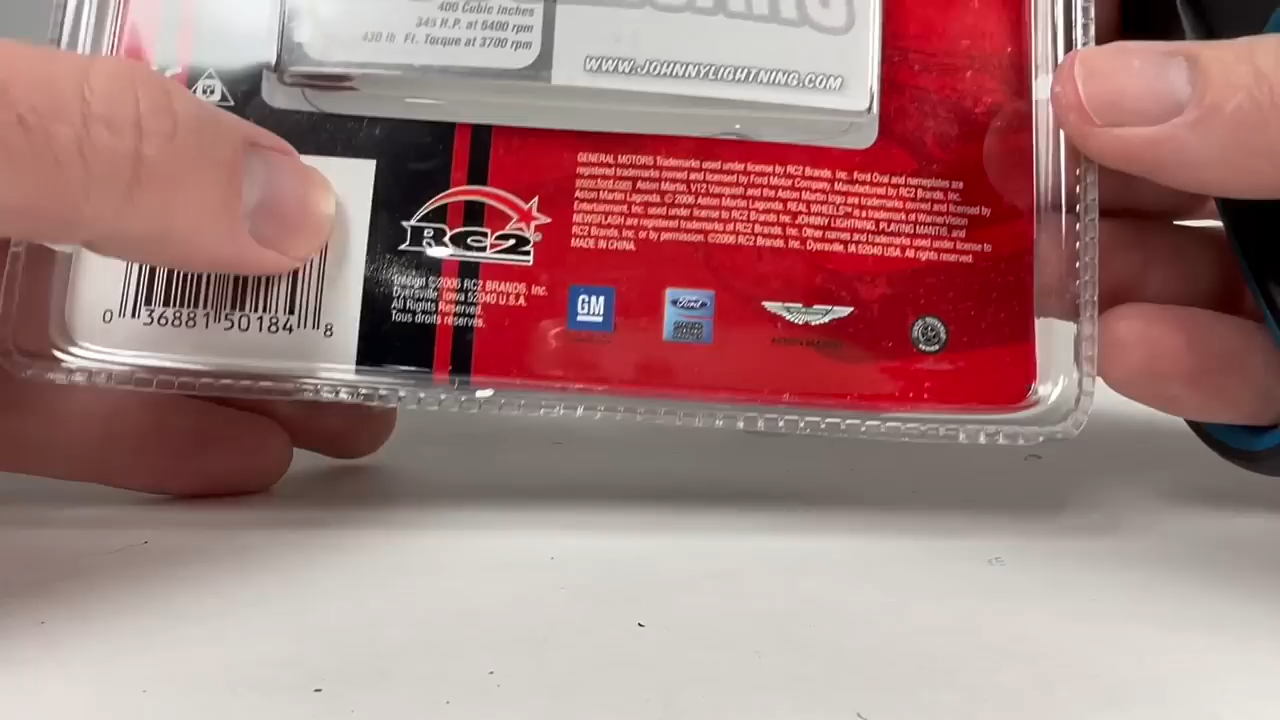 400 Cubic Inches
345 H.P. at 5400 rpm
430 lb. Ft. Torque at 3700 rpm
WWW.JOHNNYLIGHTNING.COM
GENERAL MOTORS Trademarks used under license by RC2 Brands, Inc. Ford Oval and nameplates are
registered trademarks owned and licensed by Ford Motor Company. Manufactured by RC2 Brands, Inc.
www.ford.com Aston Martin, V12 Vanquish and the Aston Martin logo are trademarks owned and licensed by
Aston Martin Lagonda. © 2006 Aston Martin Lagonda. REAL WHEELS™ is a trademark of WarnerVision
Entertainment, Inc. used under license to RC2 Brands Inc. JOHNNY LIGHTNING, PLAYING MANTIS, and
NEWSFLASH are registered trademarks of RC2 Brands, Inc. Other names and trademarks used under license to
RC2 Brands, Inc. or by permission. ©2006 RC2 Brands, Inc., Dyersville, IA 52040 USA. All rights reserved.
MADE IN CHINA.
RC2®
Design ©2006 RC2 BRANDS, Inc.
Dyersville, Iowa 52040 U.S.A.
All Rights Reserved.
Tous droits réservés.
GM
Ford
0 36881 50184 8